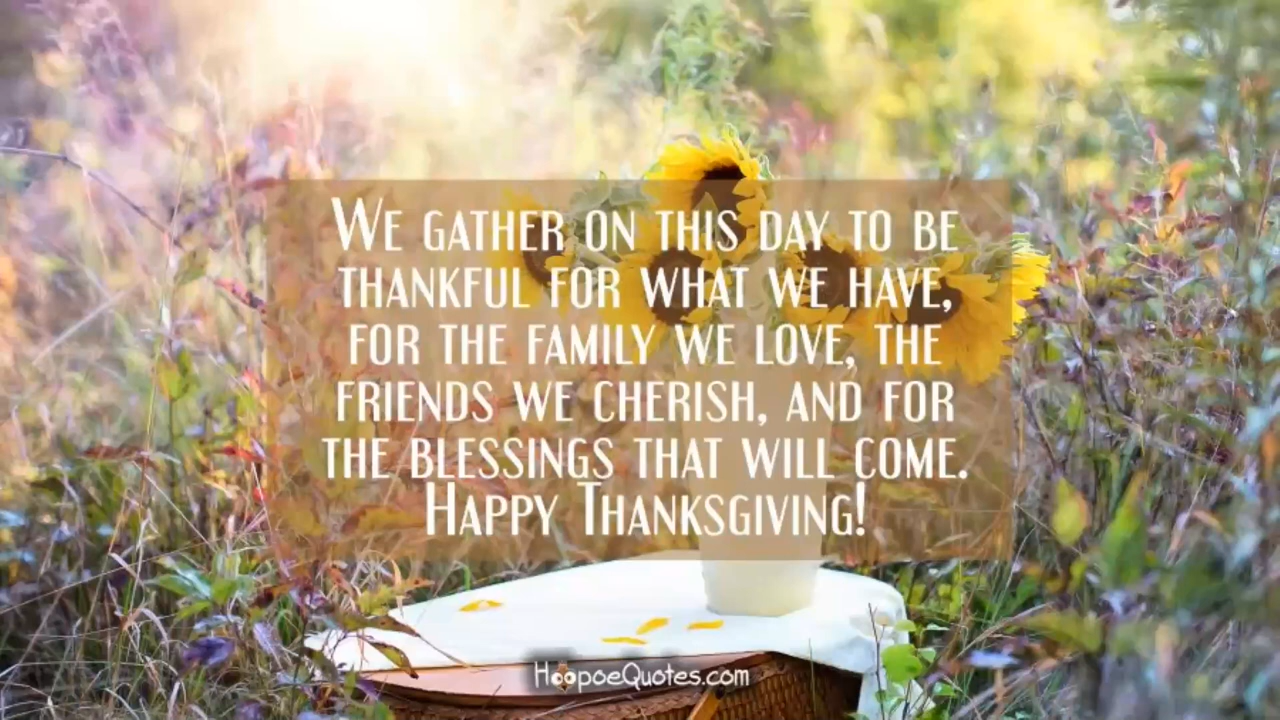 We gather on this day to be
thankful for what we have,
for the family we love, the
friends we cherish, and for
the blessings that will come.
Happy Thanksgiving!
HoopoeQuotes.com